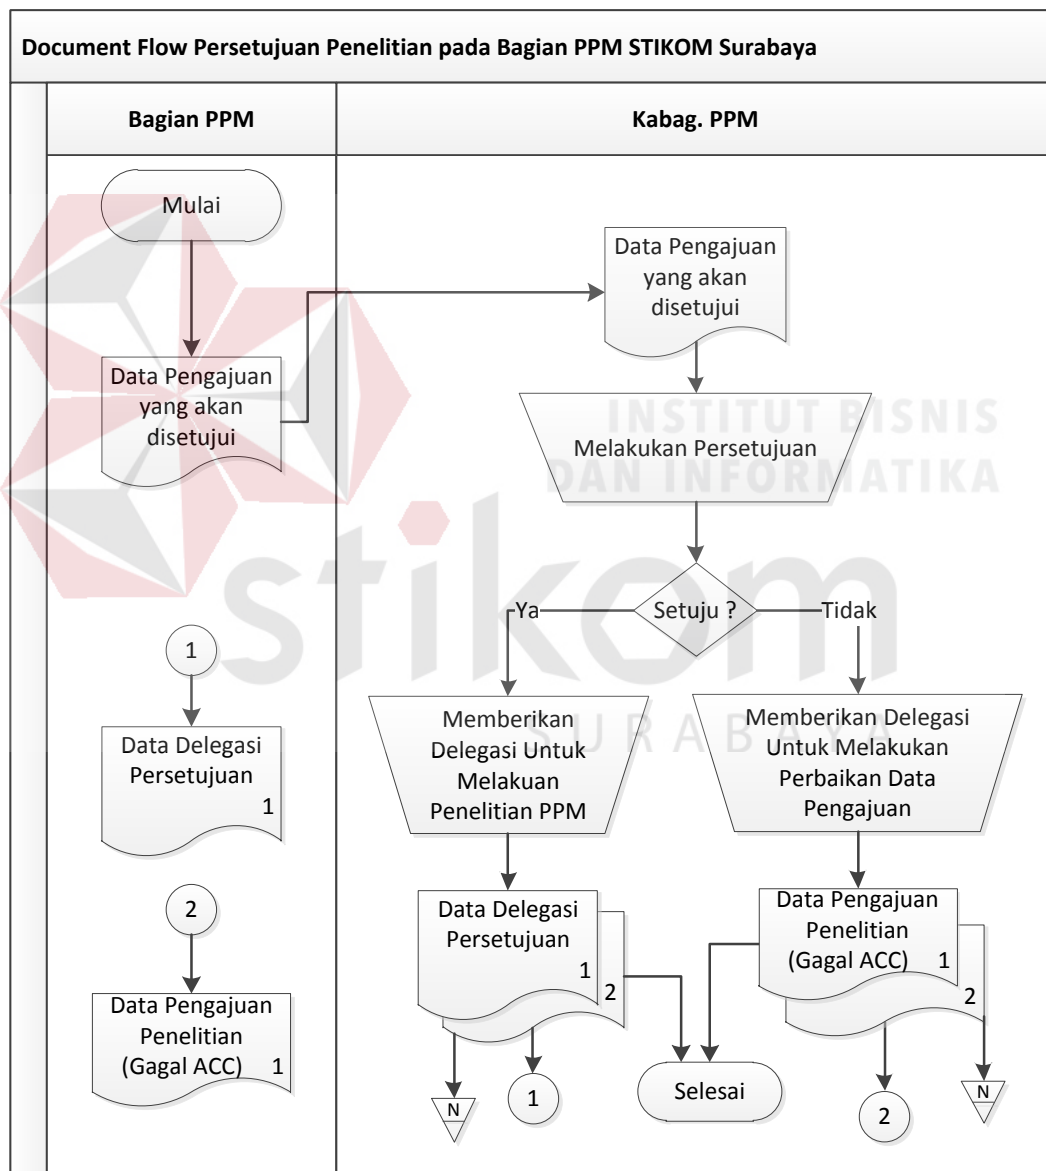 Document Flow Persetujuan Penelitian pada Bagian PPM STIKOM Surabaya
Bagian PPM
Kabag. PPM
Mulai
Data Pengajuan
yang akan
disetujui
Data Pengajuan
yang akan
disetujui
Melakukan Persetujuan
INSTITUT BISNIS
DAN INFORMATIKA
stikom
SURABAYA
Setuju ?
Ya
Tidak
1
Data Delegasi
Persetujuan
1
Memberikan
Delegasi Untuk
Melakuan
Penelitian PPM
Memberikan Delegasi
Untuk Melakukan
Perbaikan Data
Pengajuan
2
Data Pengajuan
Penelitian
(Gagal ACC) 1
Data Delegasi
Persetujuan
1
2
Data Pengajuan
Penelitian
(Gagal ACC) 1
2
N
1
Selesai
2
N